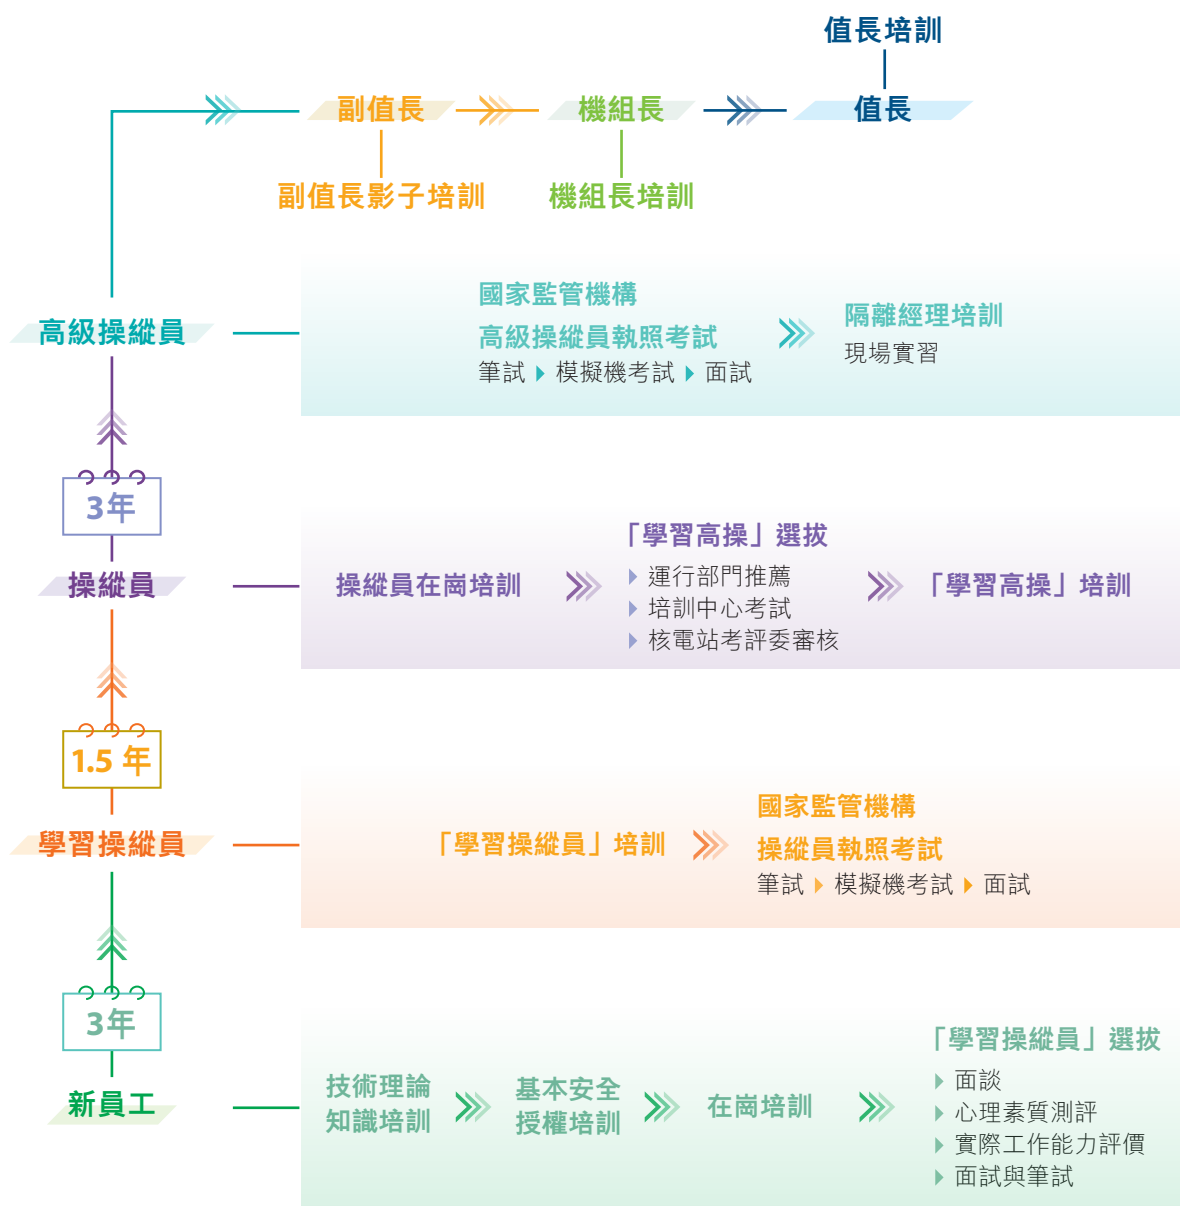 值長培訓
副值長
機組長
值長
副值長影子培訓
機組長培訓
高級操縱員
國家監管機構
高級操縱員執照考試
筆試 模擬機考試 面試
隔離經理培訓
現場實習
3年
操縱員
操縱員在崗培訓
「學習高操」選拔
運行部門推薦
培訓中心考試
核電站考評委審核
「學習高操」培訓
1.5 年
學習操縱員
「學習操縱員」培訓
國家監管機構
操縱員執照考試
筆試 模擬機考試 面試
3年
新員工
技術理論
知識培訓
基本安全
授權培訓
在崗培訓
「學習操縱員」選拔
面談
心理素質測評
實際工作能力評價
面試與筆試